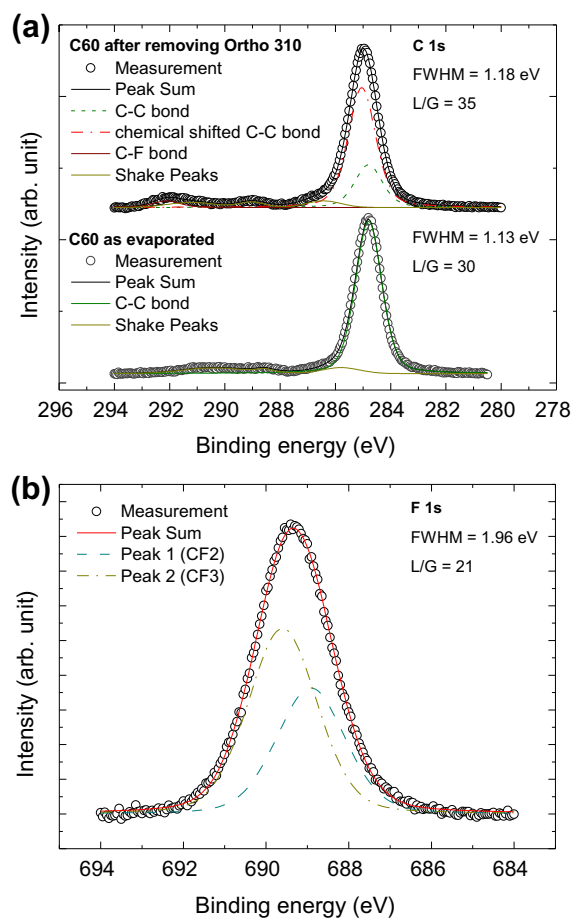 (a)
C60 after removing Ortho 310
Measurement
Peak Sum
C-C bond
chemical shifted C-C bond
C-F bond
Shake Peaks
C 1s
FWHM = 1.18 eV
L/G = 35
C60 as evaporated
Measurement
Peak Sum
C-C bond
Shake Peaks
FWHM = 1.13 eV
L/G = 30
Intensity (arb. unit)
296 294 292 290 288 286 284 282 280 278
Binding energy (eV)
(b)
Measurement
Peak Sum
Peak 1 (CF2)
Peak 2 (CF3)
F 1s
FWHM = 1.96 eV
L/G = 21
Intensity (arb. unit)
694 692 690 688 686 684
Binding energy (eV)